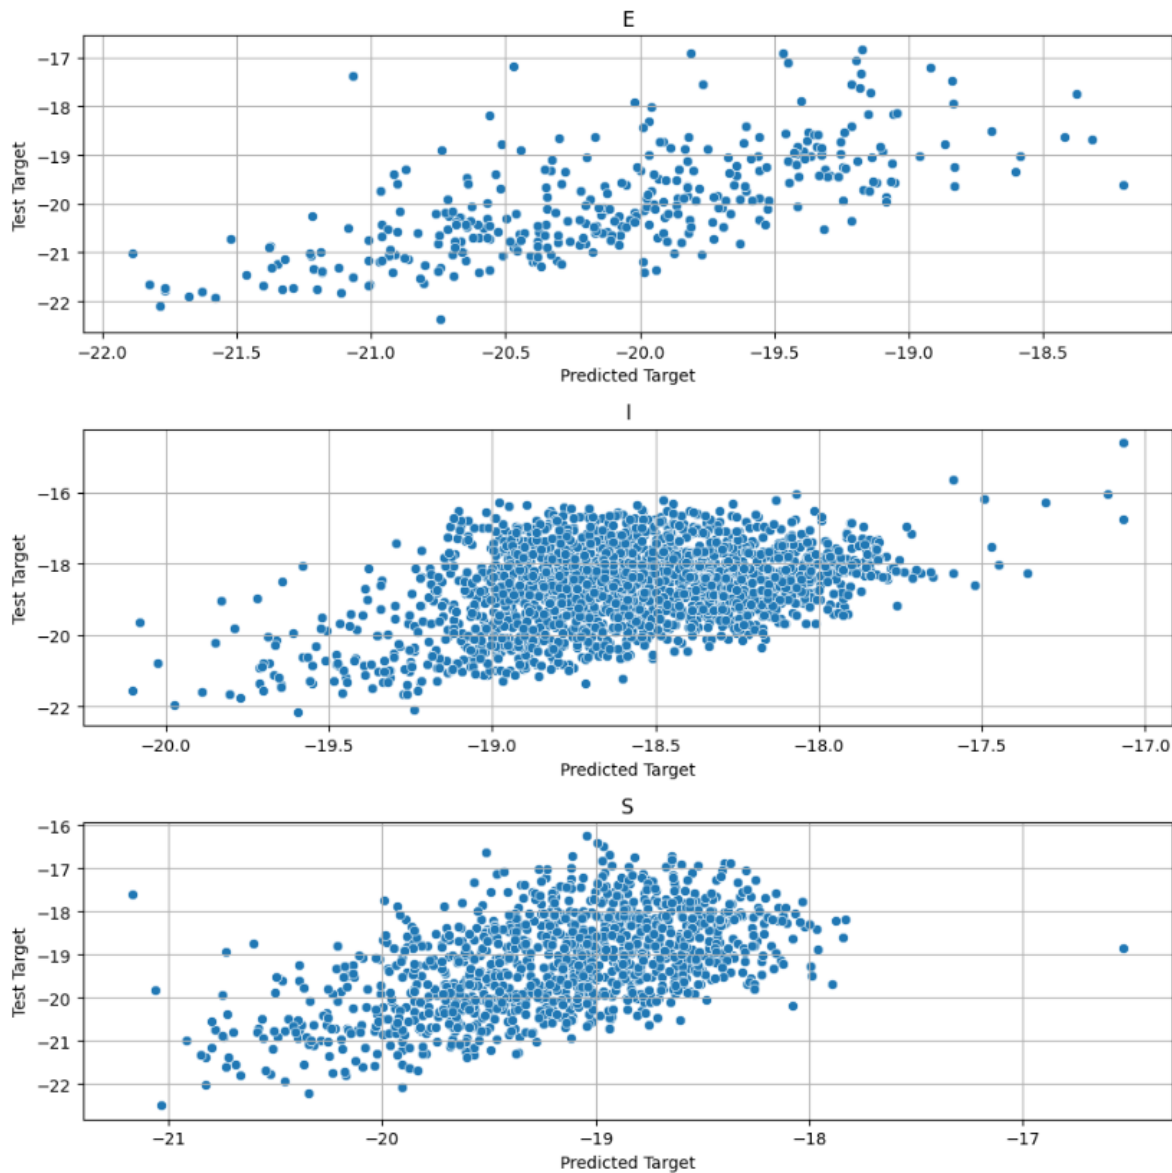 E
−17
−18
−19
−20
−21
−22
Test Target
−22.0 −21.5 −21.0 −20.5 −20.0 −19.5 −19.0 −18.5
Predicted Target
I
−16
−18
−20
−22
Test Target
−20.0 −19.5 −19.0 −18.5 −18.0 −17.5 −17.0
Predicted Target
S
−16
−17
−18
−19
−20
−21
−22
Test Target
−21 −20 −19 −18 −17
Predicted Target